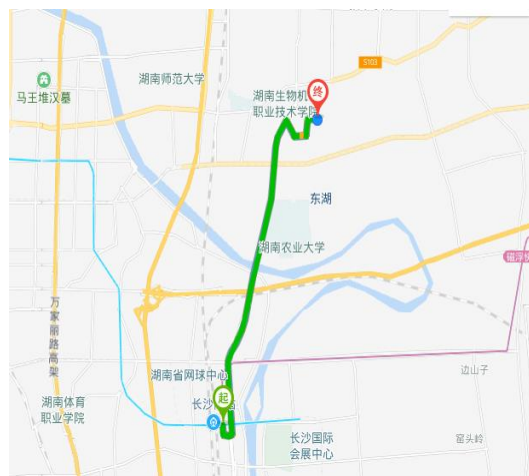 S103
湖南师范大学
马王堆汉墓
湖南生物机
职业技术学院
终
东湖
湖南农业大学
磁浮快
万家丽路高架
湖南省网球中心
边山子
湖南体育
职业学院
长沙
起
长沙国际
会展中心
窑头岭